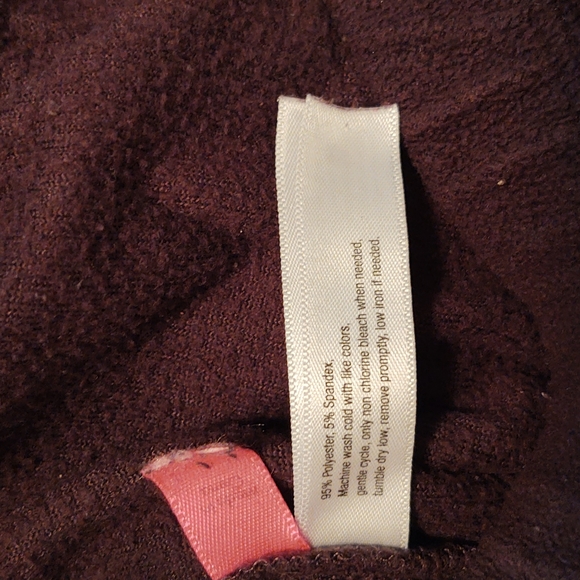 95% Polyester, 5% Spandex,
Machine wash cold with like colors.
gentle cycle, only non chlorine bleach when needed,
tumble dry low, remove promptly, low iron if needed.